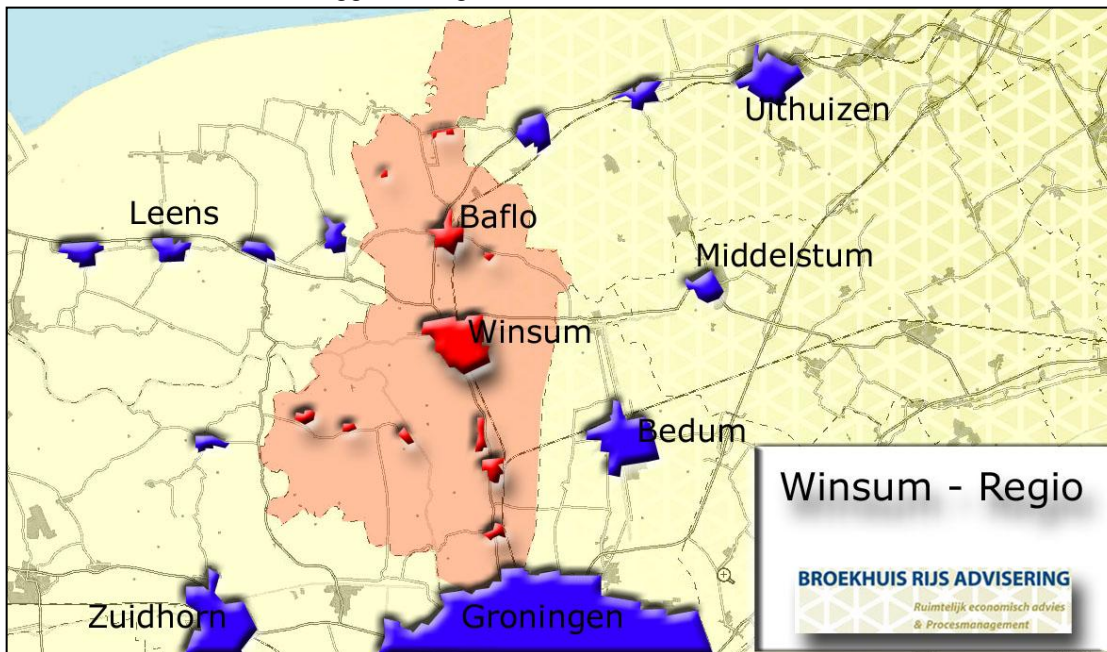 Uithuizen
Leens
Baflo
Middelstum
Winsum
Bedum
Winsum - Regio
BROEKHUIS RIJS ADVISERING
Ruimtelijk economisch advies
& Procesmanagement
Zuidhorn
Groningen